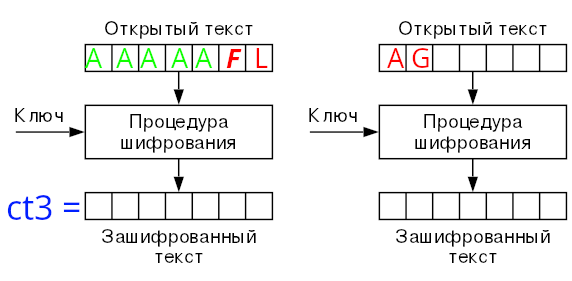 Открытый текст
A A A A A F L
Ключ
Процедура
шифрования
ct3 =
Зашифрованный
текст
Открытый текст
A G
Ключ
Процедура
шифрования
Зашифрованный
текст